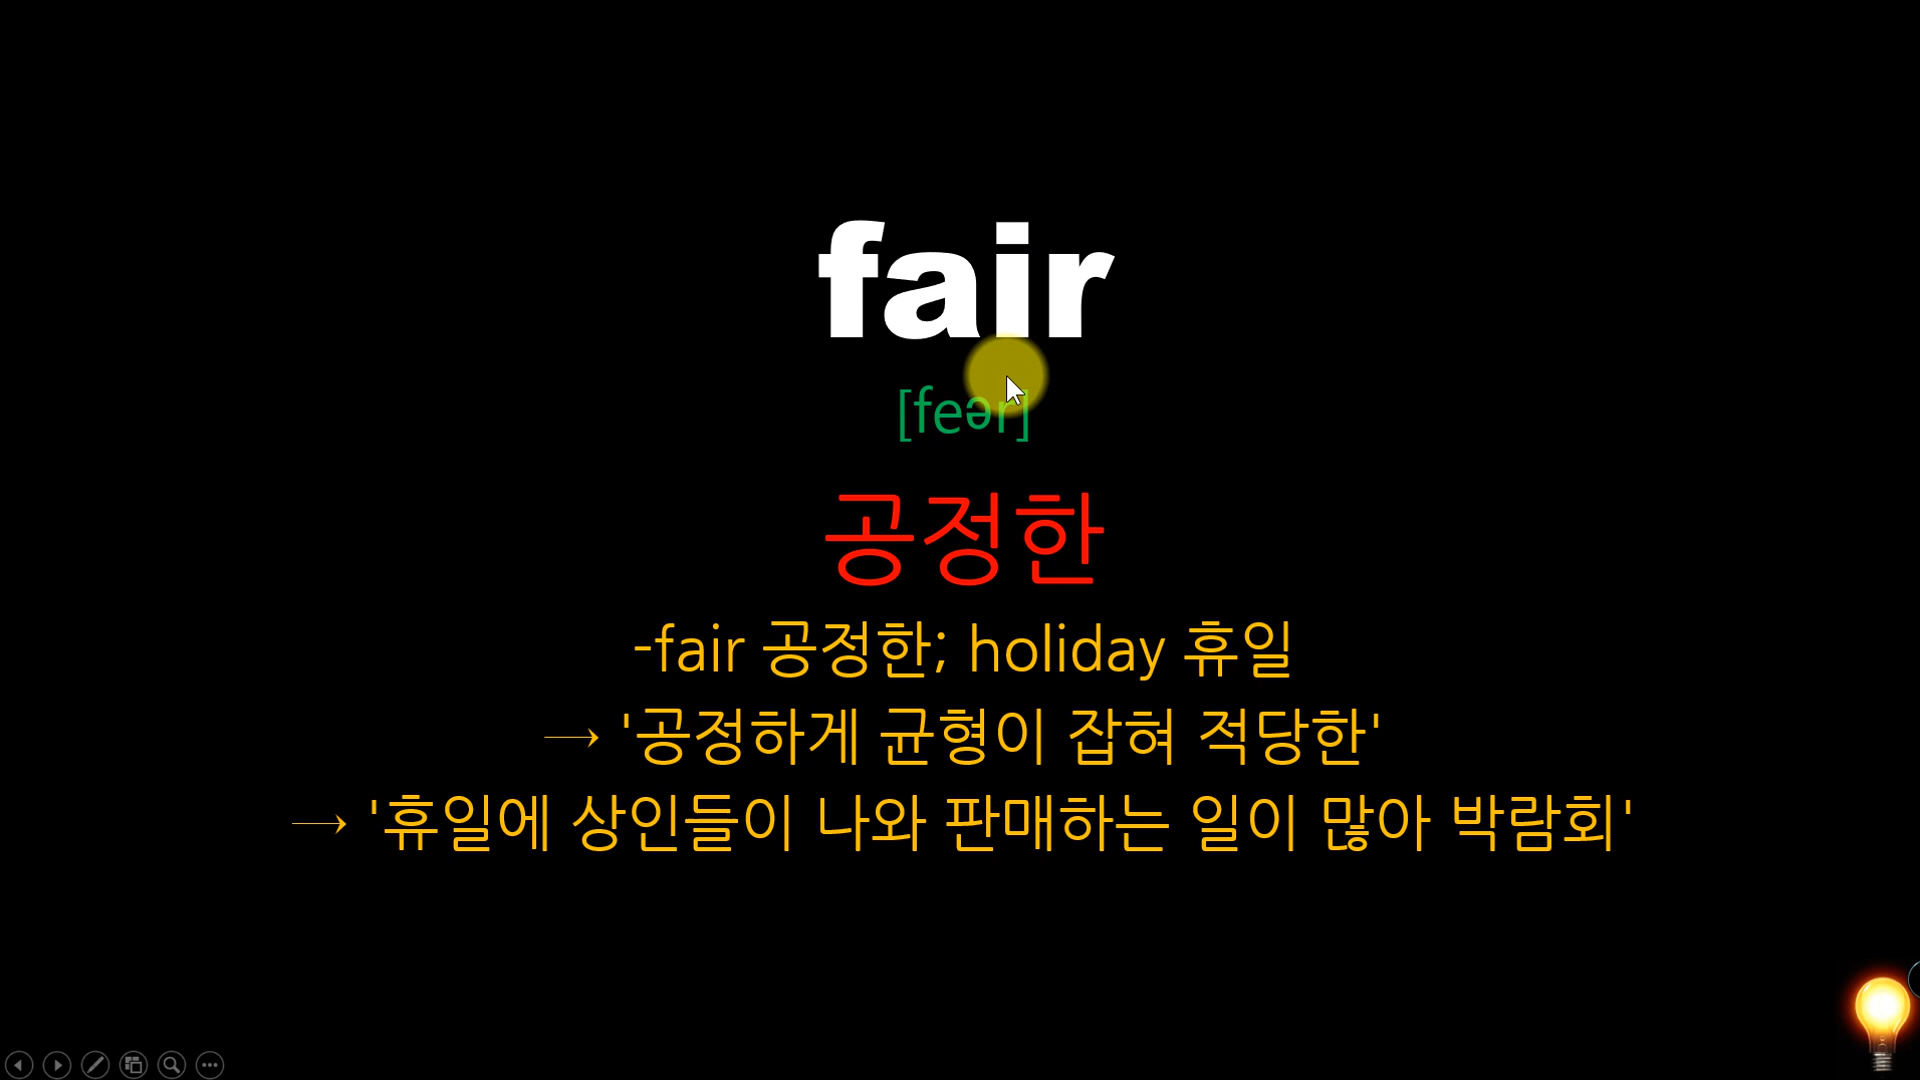 fair
[feər]
공정한
-fair 공정한; holiday 휴일
→ '공정하게 균형이 잡혀 적당한'
→ '휴일에 상인들이 나와 판매하는 일이 많아 박람회'